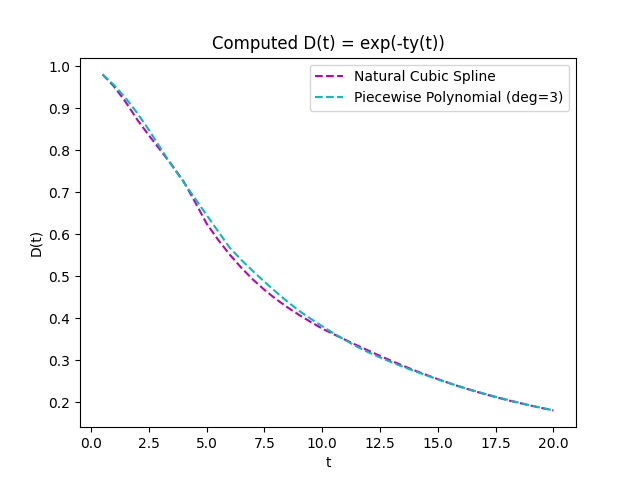 Computed D(t) = exp(-ty(t))
Natural Cubic Spline
Piecewise Polynomial (deg=3)
D(t)
1.0
0.9
0.8
0.7
0.6
0.5
0.4
0.3
0.2
0.0 2.5 5.0 7.5 10.0 12.5 15.0 17.5 20.0
t